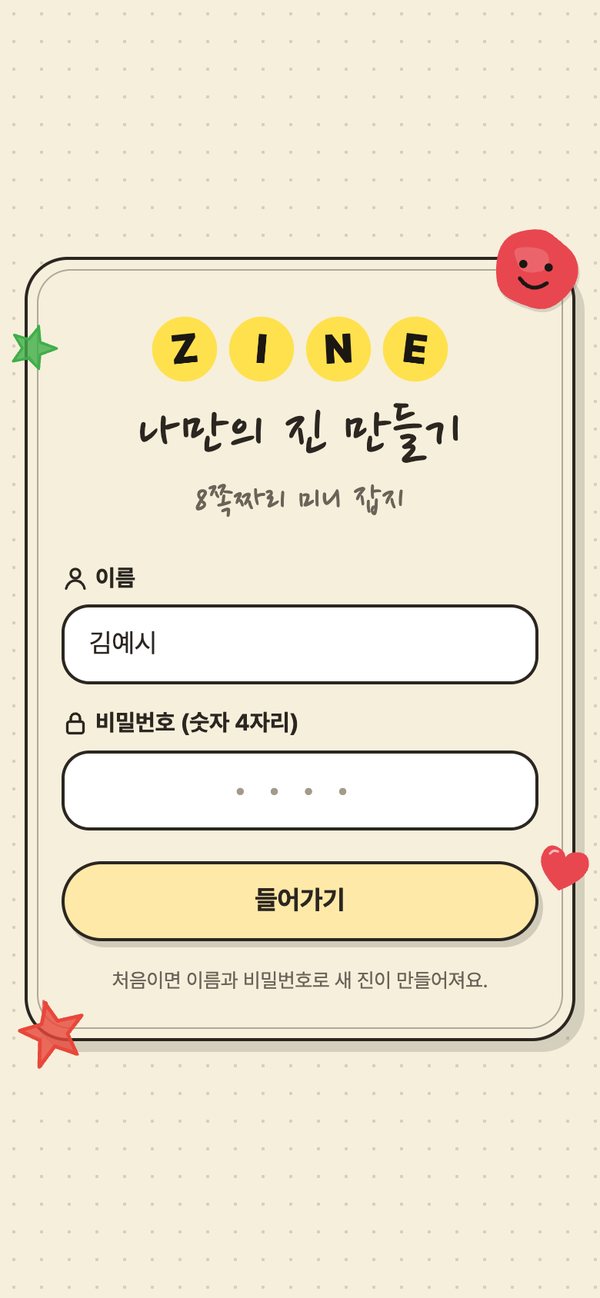 ZINE
나만의 진 만들기
8쪽짜리 미니 잡지
이름
김예시
비밀번호 (숫자 4자리)
• • • •
들어가기
처음이면 이름과 비밀번호로 새 진이 만들어져요.